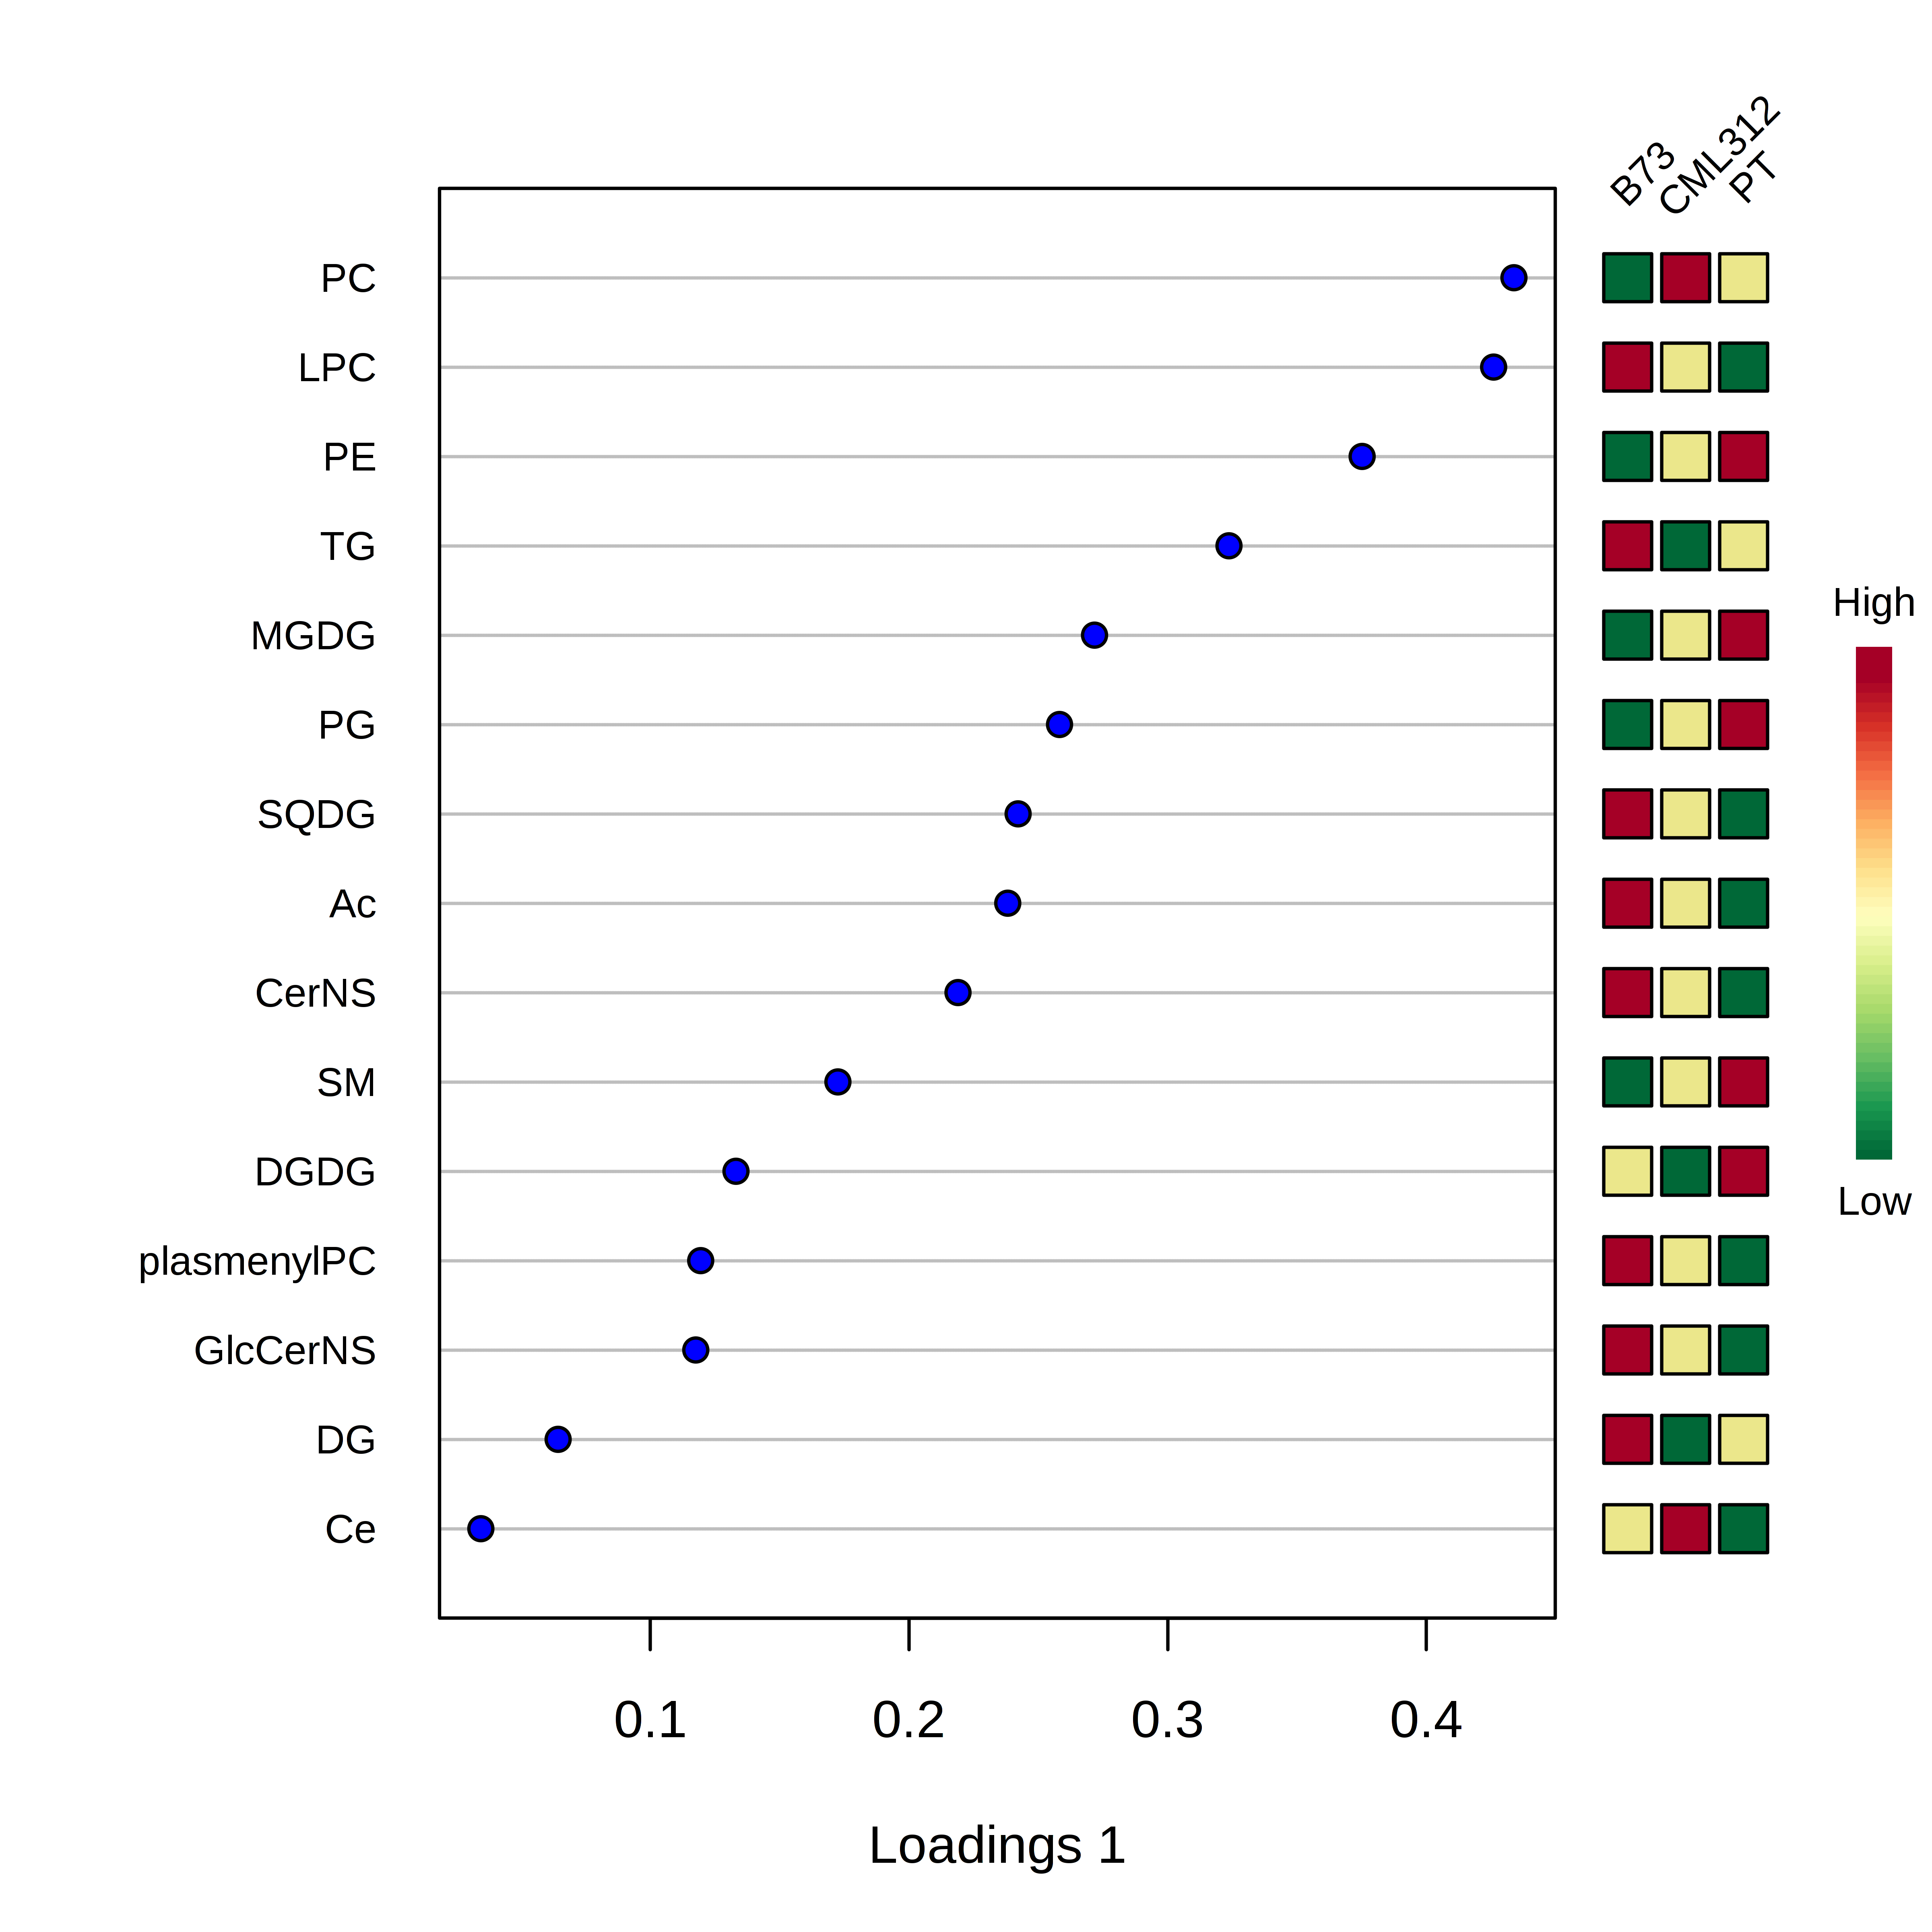 B73
CML312
PT
PC
LPC
PE
TG
MGDG
High
PG
SQDG
Ac
CerNS
SM
DGDG
Low
plasmenylPC
GlcCerNS
DG
Ce
0.1 0.2 0.3 0.4
Loadings 1